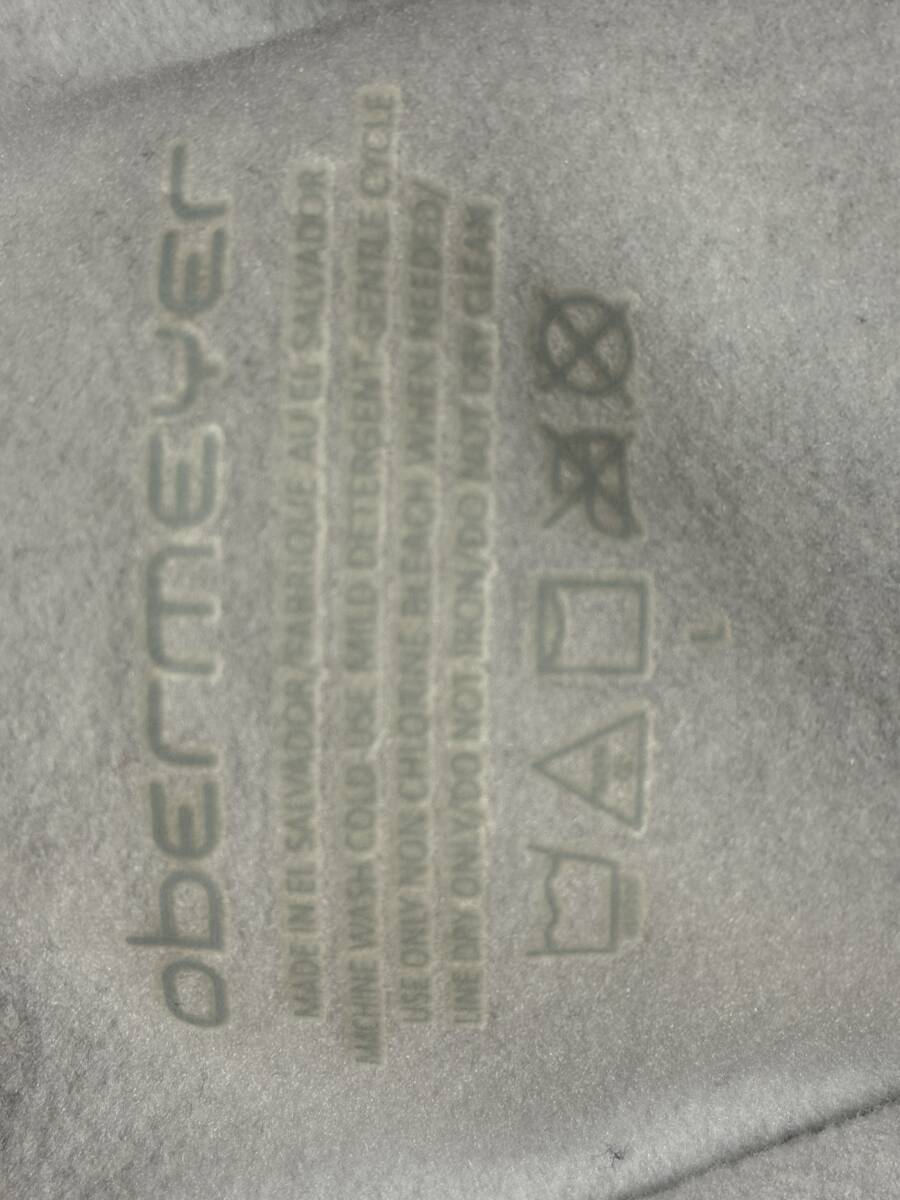 obermeyer
MADE IN EL SALVADOR/FABRIQUE AU EL SALVADOR
MACHINE WASH COLD/USE MILD DETERGENT/GENTLE CYCLE
USE ONLY NON CHLORINE BLEACH WHEN NEEDED/
LINE DRY ONLY/DO NOT IRON/DO NOT DRY CLEAN
L